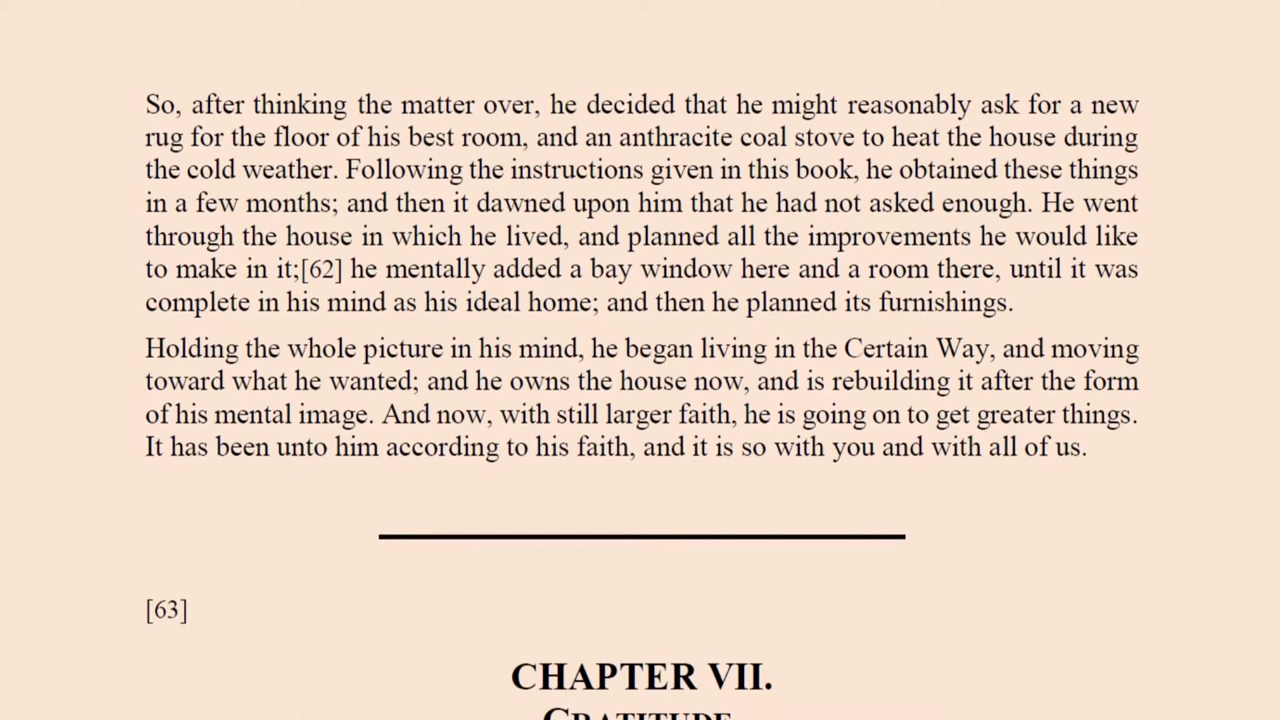 So, after thinking the matter over, he decided that he might reasonably ask for a new
rug for the floor of his best room, and an anthracite coal stove to heat the house during
the cold weather. Following the instructions given in this book, he obtained these things
in a few months; and then it dawned upon him that he had not asked enough. He went
through the house in which he lived, and planned all the improvements he would like
to make in it;[62] he mentally added a bay window here and a room there, until it was
complete in his mind as his ideal home; and then he planned its furnishings.
Holding the whole picture in his mind, he began living in the Certain Way, and moving
toward what he wanted; and he owns the house now, and is rebuilding it after the form
of his mental image. And now, with still larger faith, he is going on to get greater things.
It has been unto him according to his faith, and it is so with you and with all of us.
[63]
CHAPTER VII.
GRATITUDE